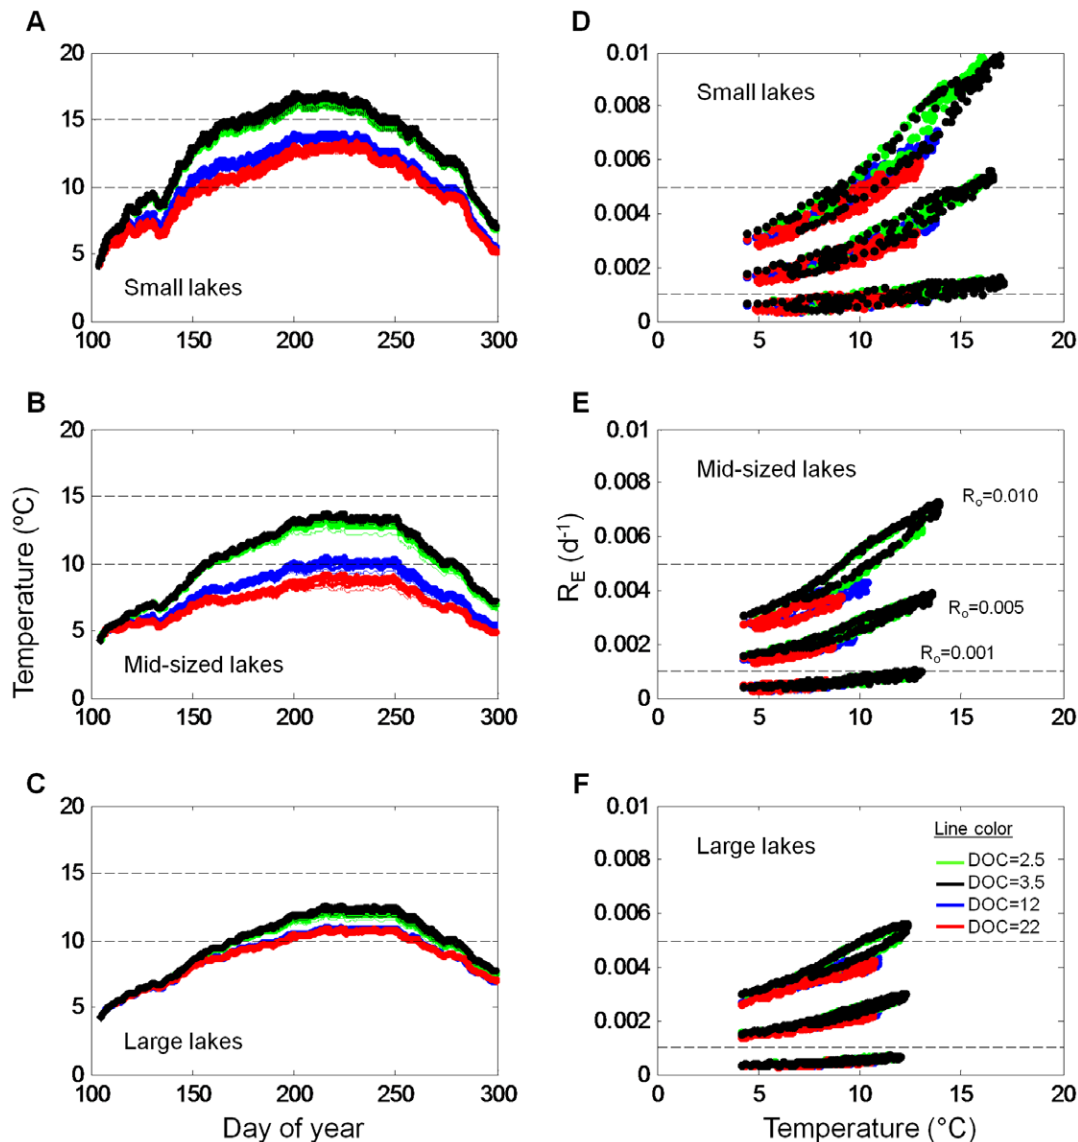 A
20
15
10
5
0
Small lakes
100 150 200 250 300
D
0.01
0.008
0.006
0.004
0.002
0
Small lakes
0 5 10 15 20
B
20
15
10
5
0
Temperature (ºC)
Mid-sized lakes
100 150 200 250 300
E
0.01
0.008
0.006
0.004
0.002
0
R_E (d⁻¹)
Mid-sized lakes
R_o=0.010
R_o=0.005
R_o=0.001
0 5 10 15 20
C
20
15
10
5
0
Large lakes
100 150 200 250 300
Day of year
F
0.01
0.008
0.006
0.004
0.002
0
Large lakes
Line color
DOC=2.5
DOC=3.5
DOC=12
DOC=22
0 5 10 15 20
Temperature (°C)